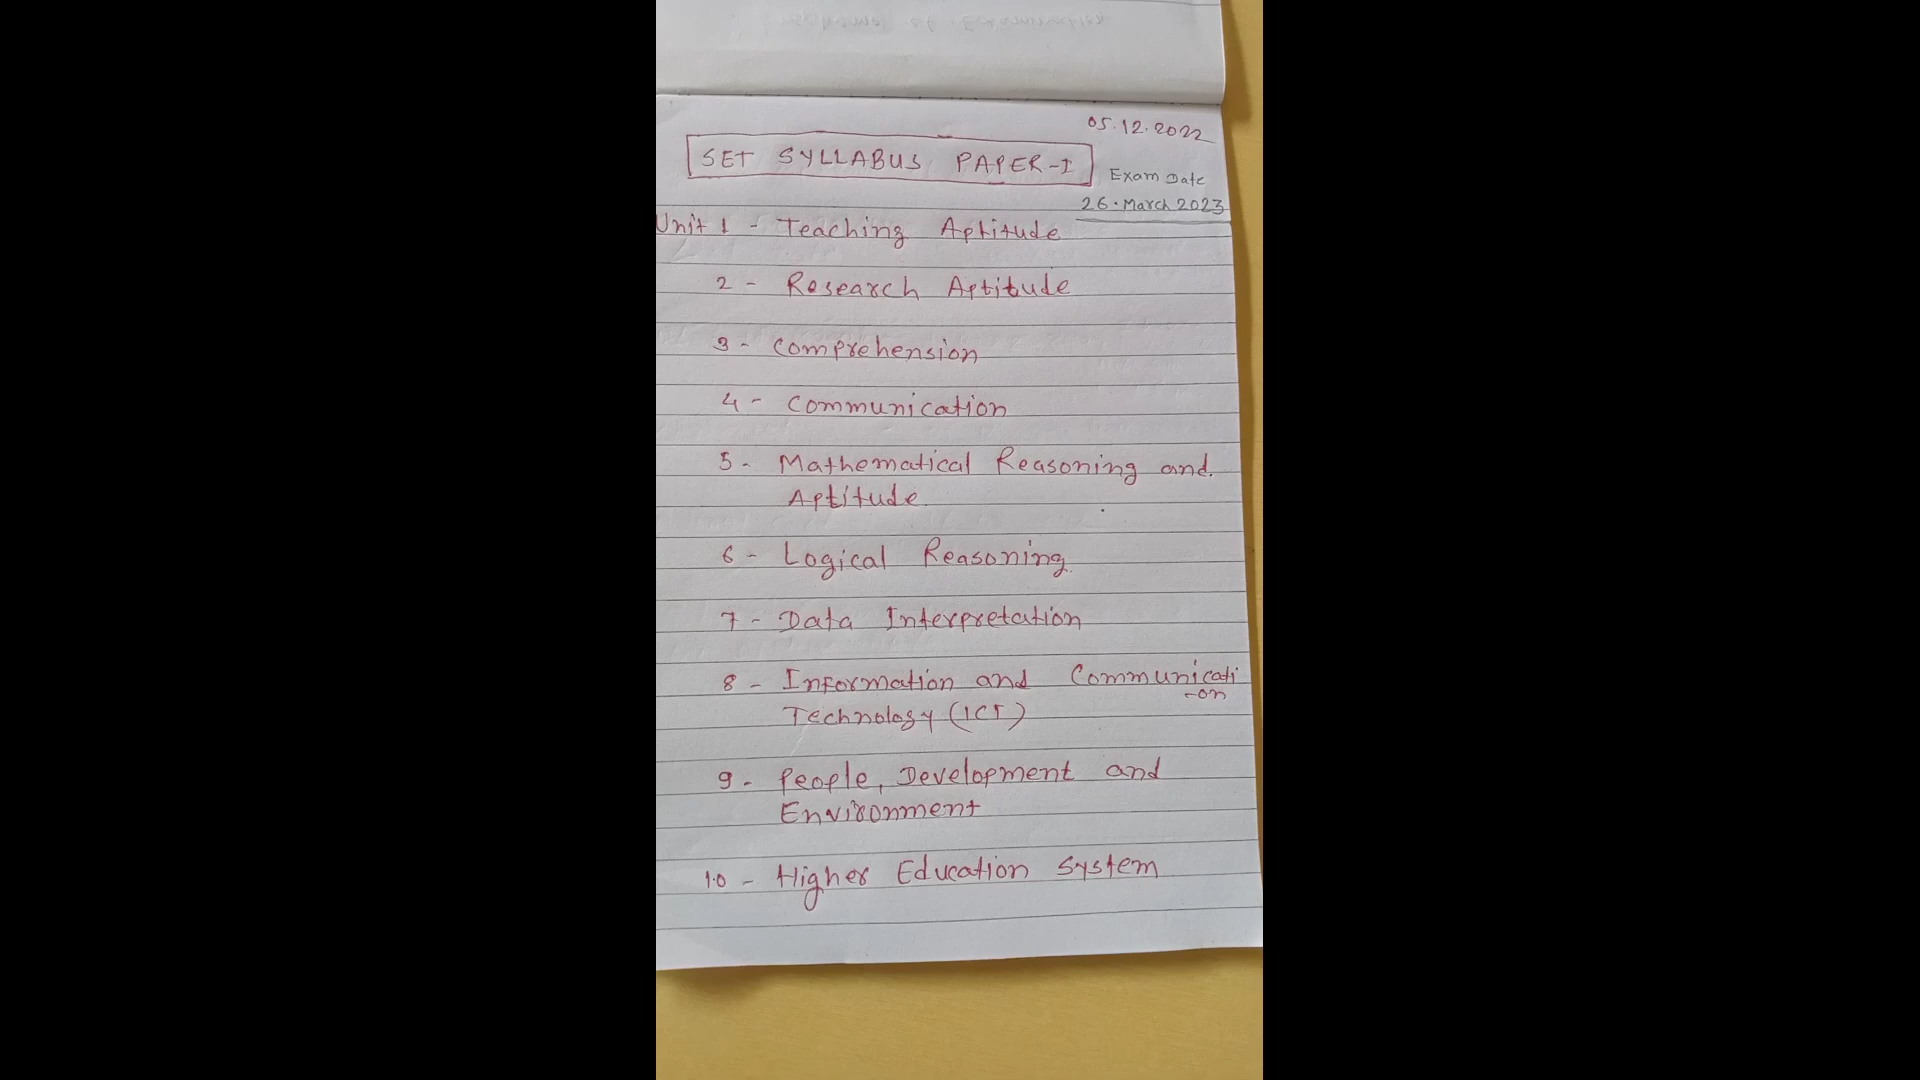 05.12.2022
SET SYLLABUS PAPER-I
Exam Date
26.March 2023
Unit 1 - Teaching Aptitude
2 - Research Aptitude
3 - Comprehension
4 - Communication
5 - Mathematical Reasoning and
Aptitude
6 - Logical Reasoning
7 - Data Interpretation
8 - Information and Communicati
-on
Technology (ICT)
9 - People, Development and
Environment
10 - Higher Education System